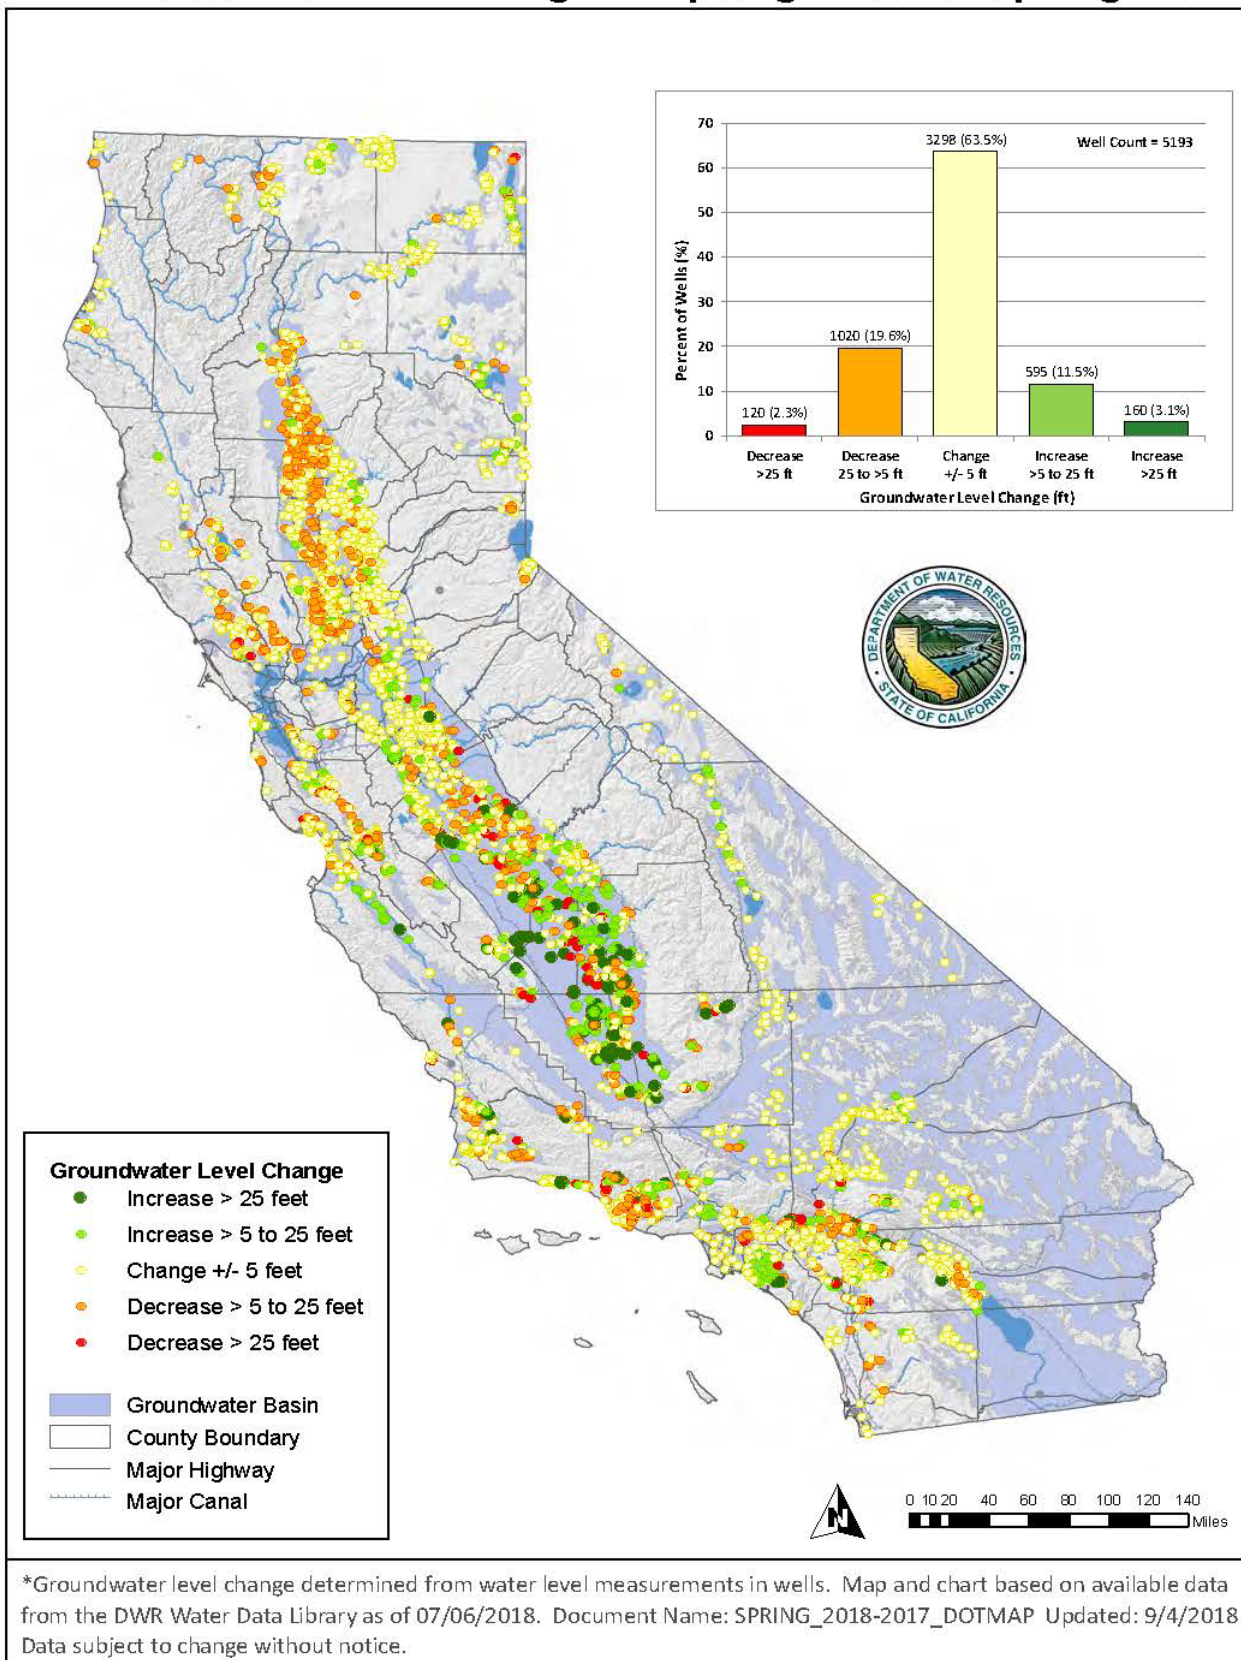 70
60
50
40
30
20
10
0
Percent of Wells (%)
Well Count = 5193
120 (2.3%)
1020 (19.6%)
3298 (63.5%)
595 (11.5%)
160 (3.1%)
Decrease >25 ft
Decrease 25 to >5 ft
Change +/- 5 ft
Increase >5 to 25 ft
Increase >25 ft
Groundwater Level Change (ft)
DEPARTMENT OF WATER RESOURCES
STATE OF CALIFORNIA
Groundwater Level Change
Increase > 25 feet
Increase > 5 to 25 feet
Change +/- 5 feet
Decrease > 5 to 25 feet
Decrease > 25 feet
Groundwater Basin
County Boundary
Major Highway
Major Canal
N
0 10 20 40 60 80 100 120 140
Miles
*Groundwater level change determined from water level measurements in wells. Map and chart based on available data
from the DWR Water Data Library as of 07/06/2018. Document Name: SPRING_2018-2017_DOTMAP Updated: 9/4/2018
Data subject to change without notice.